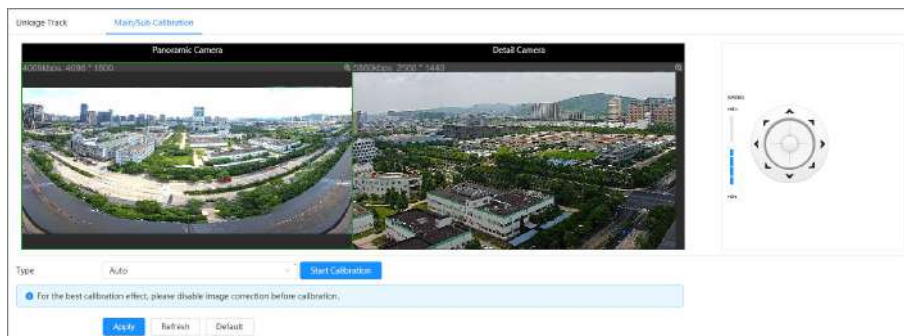 Linkage Track
Main/Sub Calibration
Panoramic Camera
Detail Camera
Type
Auto
Start Calibration
For the best calibration effect, please disable image correction before calibration.
Apply
Refresh
Default